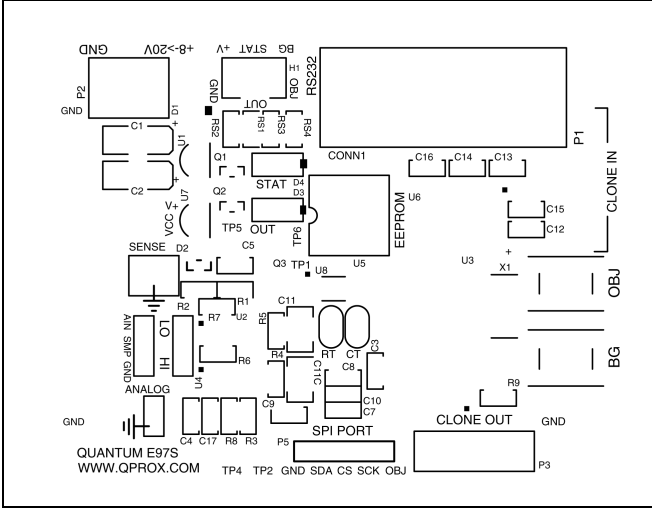 GND
+8->20V
+V
STAT
BG
P2
GND
D1
GND
H1
OBJ
OUT
RS232
P1
C1
+
U1
RS2
RS1
RS3
RS4
CONN1
C16
C14
C13
CLONE IN
C2
+
U7
Q1
STAT
D4
D3
Q2
U6
EEPROM
V+
VCC
TP5
OUT
TP6
C15
C12
SENSE
D2
C5
Q3
TP1
U8
U5
U3
+
X1
OBJ
R2
R1
R7
U2
C11
R5
AIN
SMP
GND
LO
HI
R6
U4
R4
RT
CT
C3
C11C
C8
C10
C7
BG
R9
ANALOG
C9
GND
C4
C17
R8
R3
P5
SPI PORT
CLONE OUT
GND
QUANTUM E97S
WWW.QPROX.COM
TP4 TP2 GND SDA CS SCK OBJ
P3